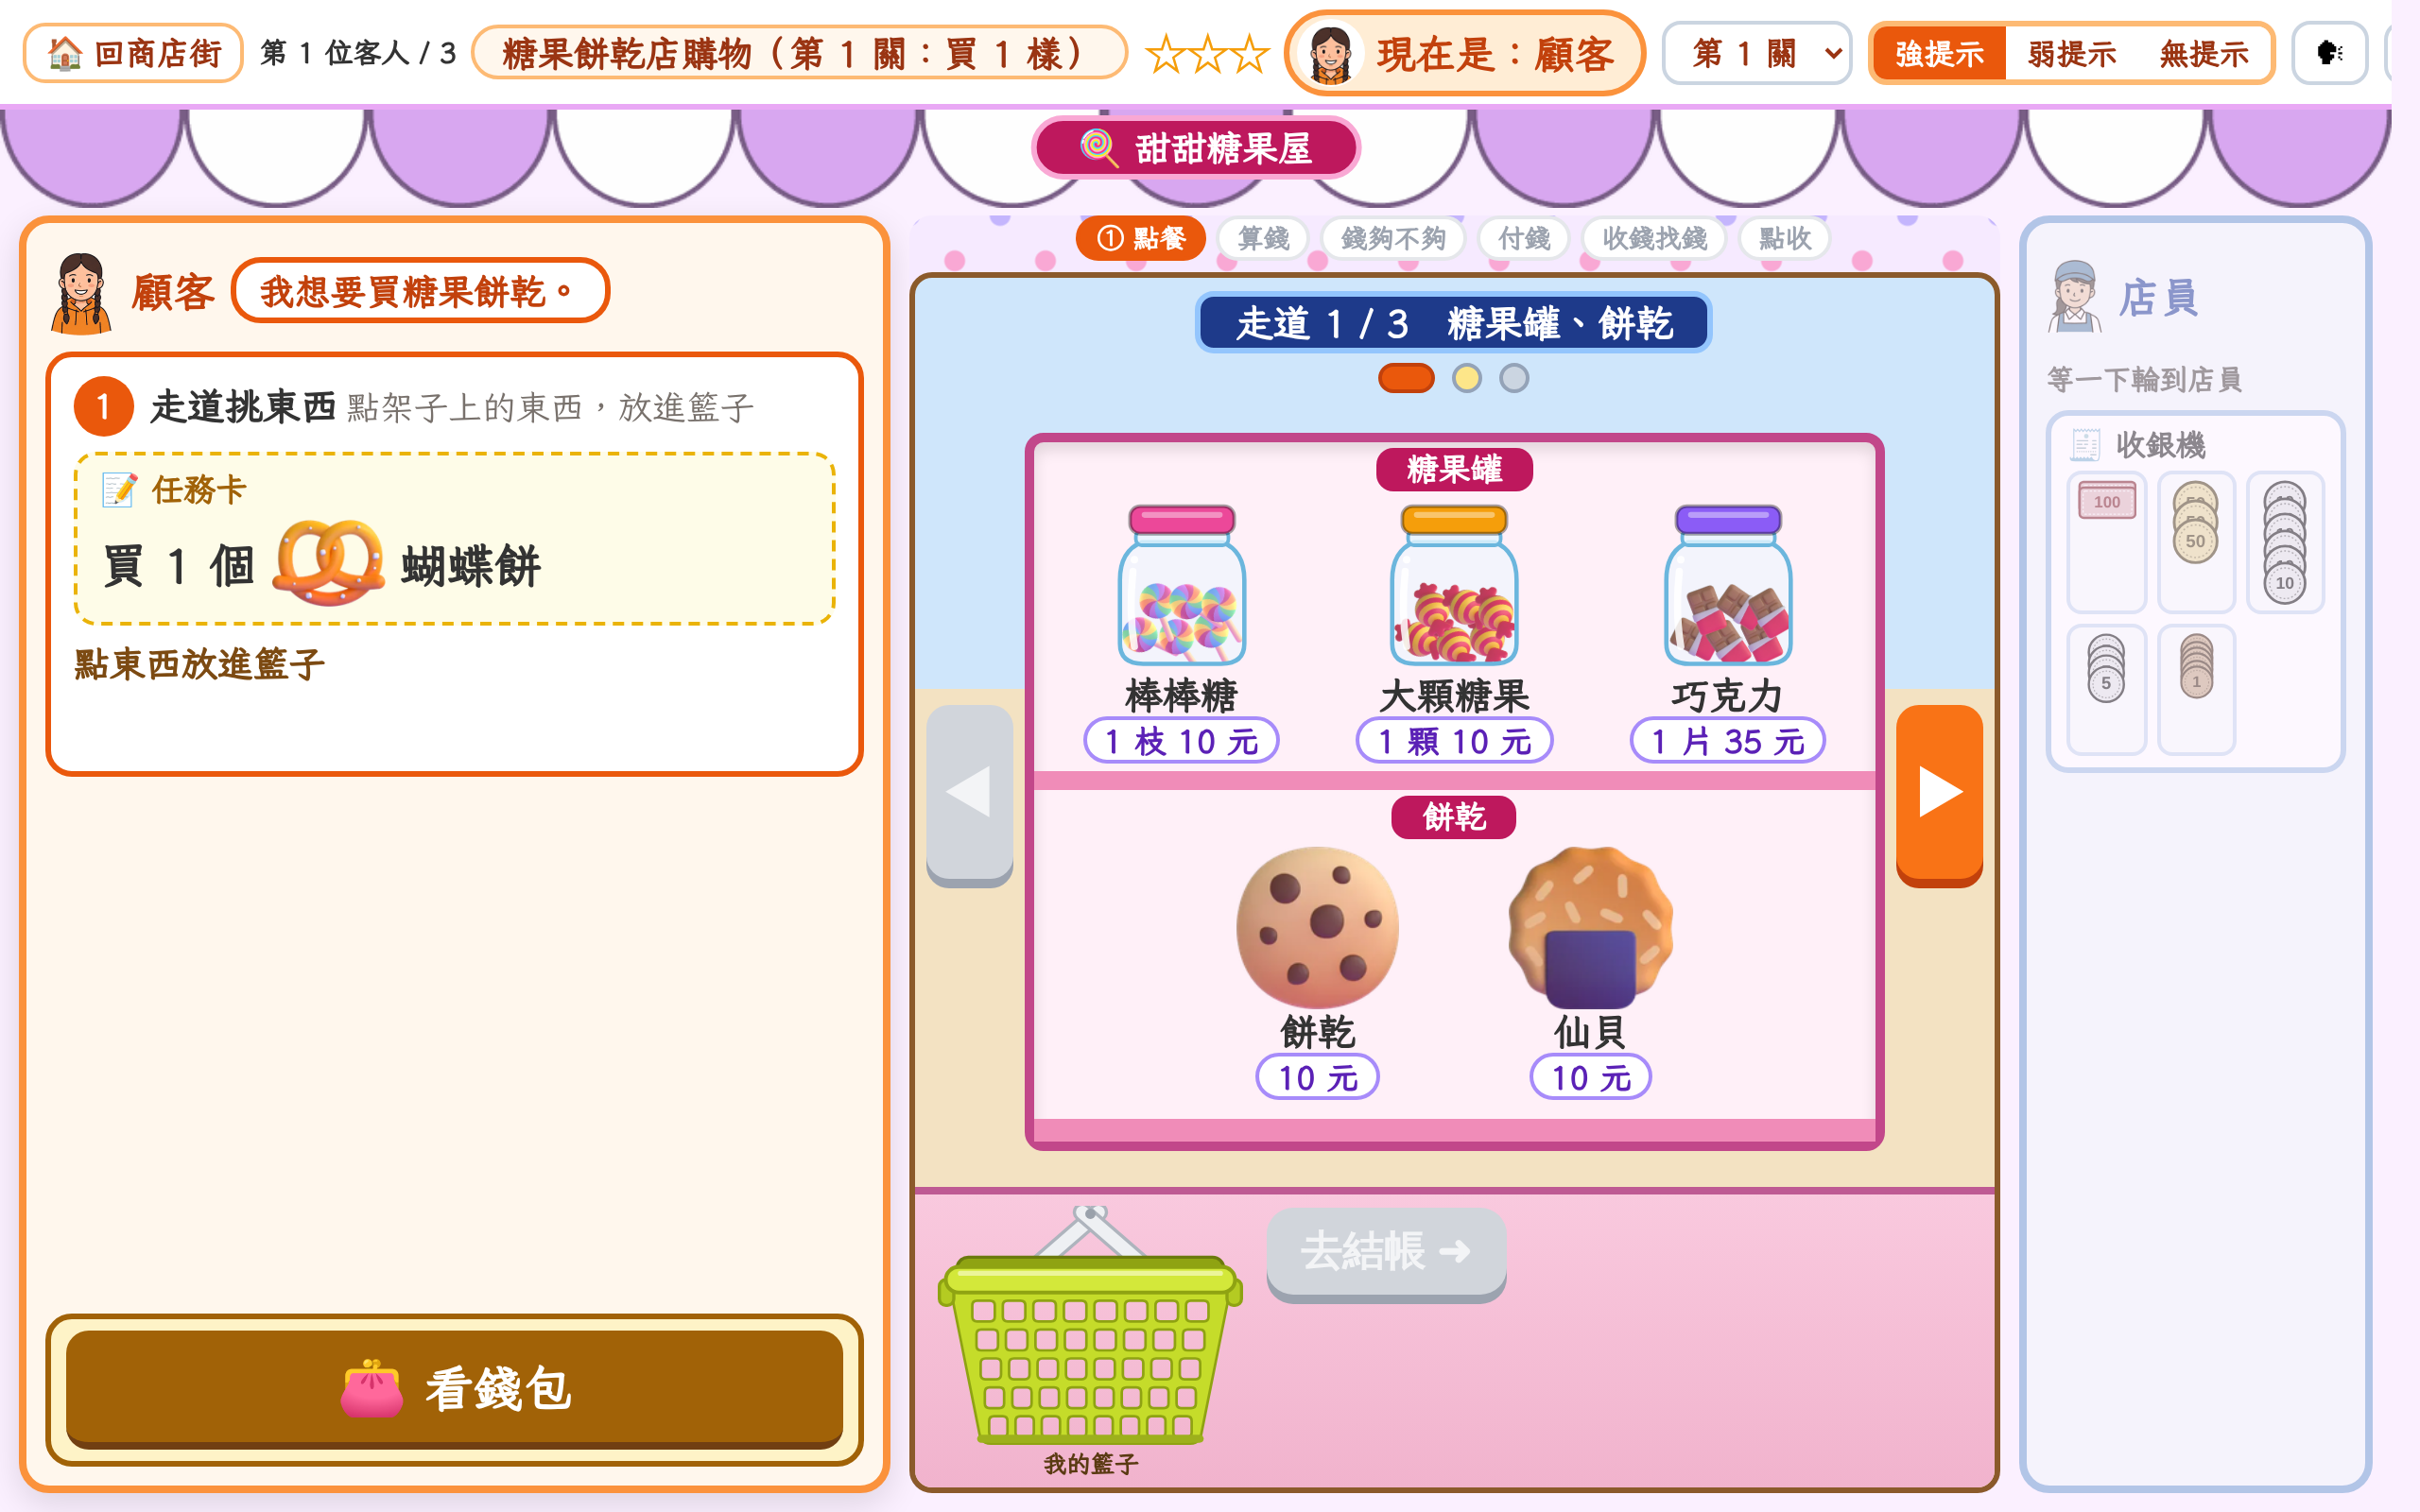 回商店街
第 1 位客人 / 3
糖果餅乾店購物（第 1 關：買 1 樣）
現在是：顧客
第 1 關
強提示 弱提示 無提示
甜甜糖果屋
顧客
我想要買糖果餅乾。
1 走道挑東西 點架子上的東西，放進籃子
任務卡
買 1 個 蝴蝶餅
點東西放進籃子
看錢包
① 點餐 算錢 錢夠不夠 付錢 收錢找錢 點收
走道 1 / 3 糖果罐、餅乾
糖果罐
棒棒糖 大顆糖果 巧克力
1 枝 10 元 1 顆 10 元 1 片 35 元
餅乾
餅乾 仙貝
10 元 10 元
去結帳 ➜
我的籃子
店員
等一下輪到店員
收銀機
100 50 10
5 1